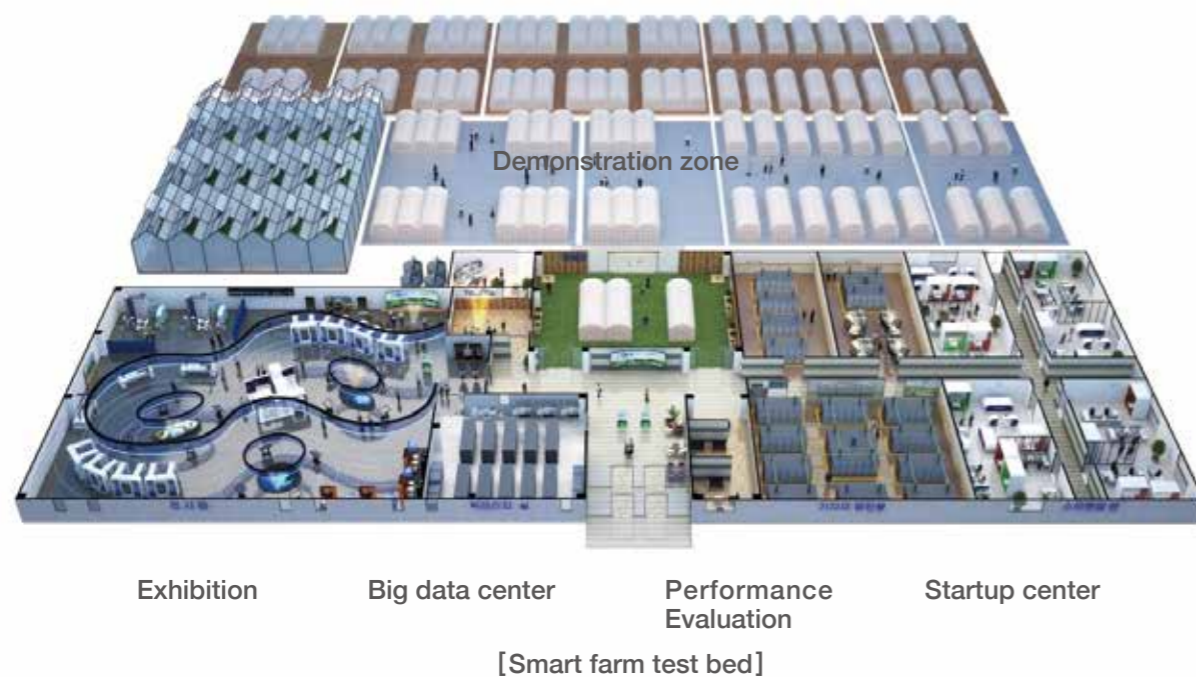 Demonstration zone
Exhibition
Big data center
Performance
Evaluation
Startup center
[Smart farm test bed]